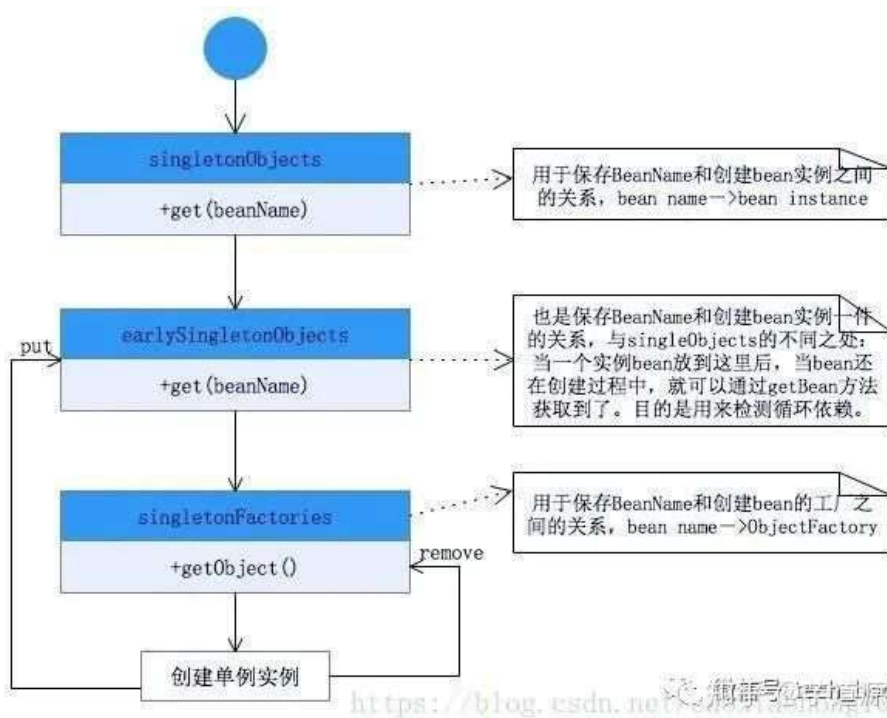 singletonObjects
+get(beanName)
用于保存BeanName和创建bean实例之间
的关系，bean name—>bean instance
earlySingletonObjects
+get(beanName)
也是保存BeanName和创建bean实例一件
的关系，与singleObjects的不同之处：
当一个实例bean放到这里后，当bean还
在创建过程中，就可以通过getBean方法
获取到了。目的是用来检测循环依赖。
put
singletonFactories
+getObject()
用于保存BeanName和创建bean的工厂之
间的关系，bean name—>ObjectFactory
remove
创建单例实例
https://blog.csdn.net/